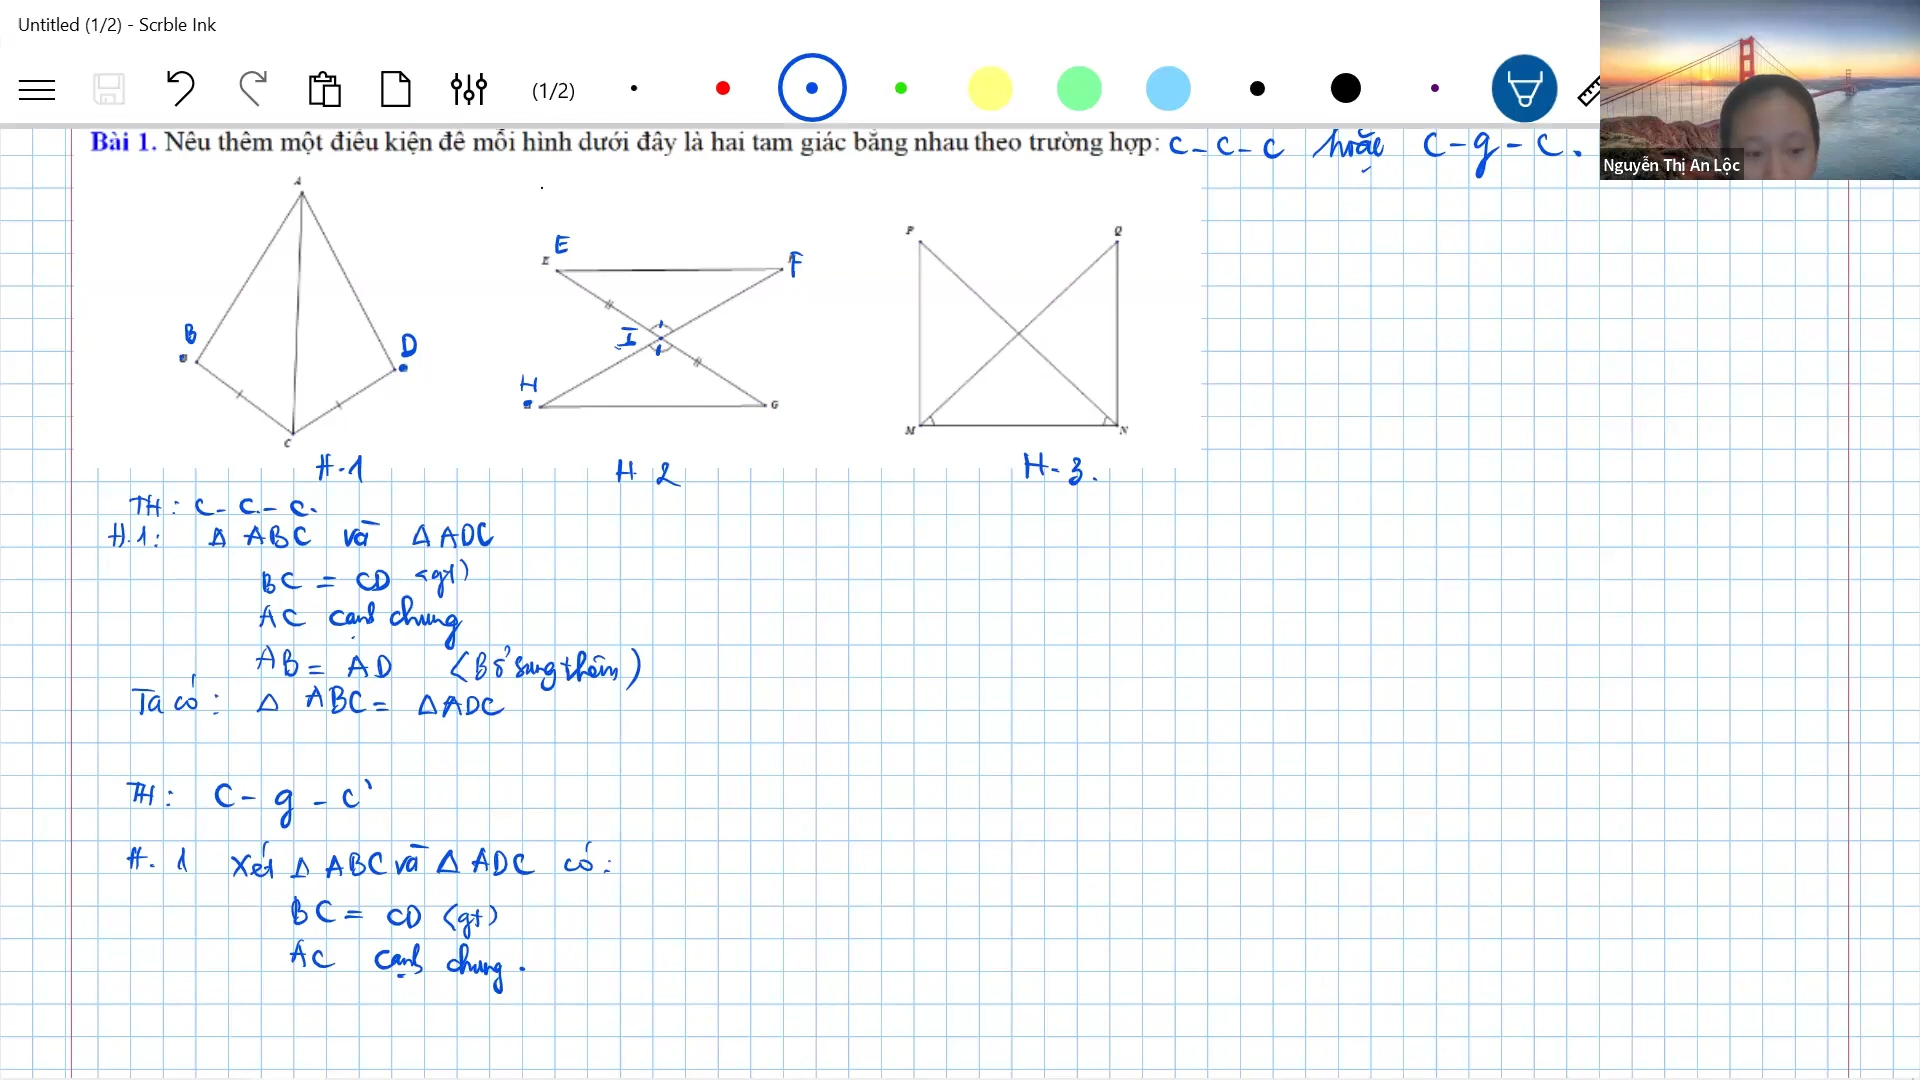 Untitled (1/2) - Scrble Ink
(1/2)
Nguyễn Thị An Lộc
Bài 1. Nêu thêm một điều kiện để mỗi hình dưới đây là hai tam giác bằng nhau theo trường hợp: c-c-c hoặc c-g-c.
A
B
D
C
E
E
F
I
1
1
H
G
P
Q
M
N
H.1
H.2
H-3.
TH: c-c-c.
H.1: Δ ABC và Δ ADC
BC = CD (gt)
AC cạnh chung
AB = AD (Bổ sung thêm)
Ta có: Δ ABC = Δ ADC
TH: c-g-c
H.1 Xét Δ ABC và Δ ADC có:
BC = CD (gt)
AC cạnh chung.